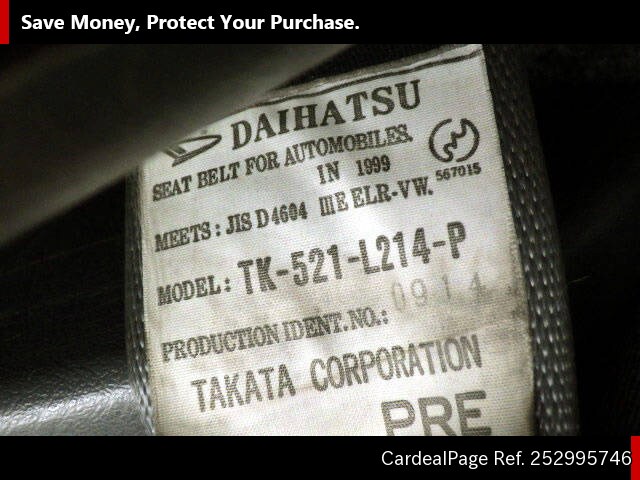 Save Money, Protect Your Purchase.
DAIHATSU
SEAT BELT FOR AUTOMOBILES.
IN 1999
567015
MEETS: JIS D4604 IIIE ELR-VW.
MODEL: TK-521-L214-P
PRODUCTION IDENT.NO.: 0914
TAKATA CORPORATION
PRE
CardealPage Ref. 252995746